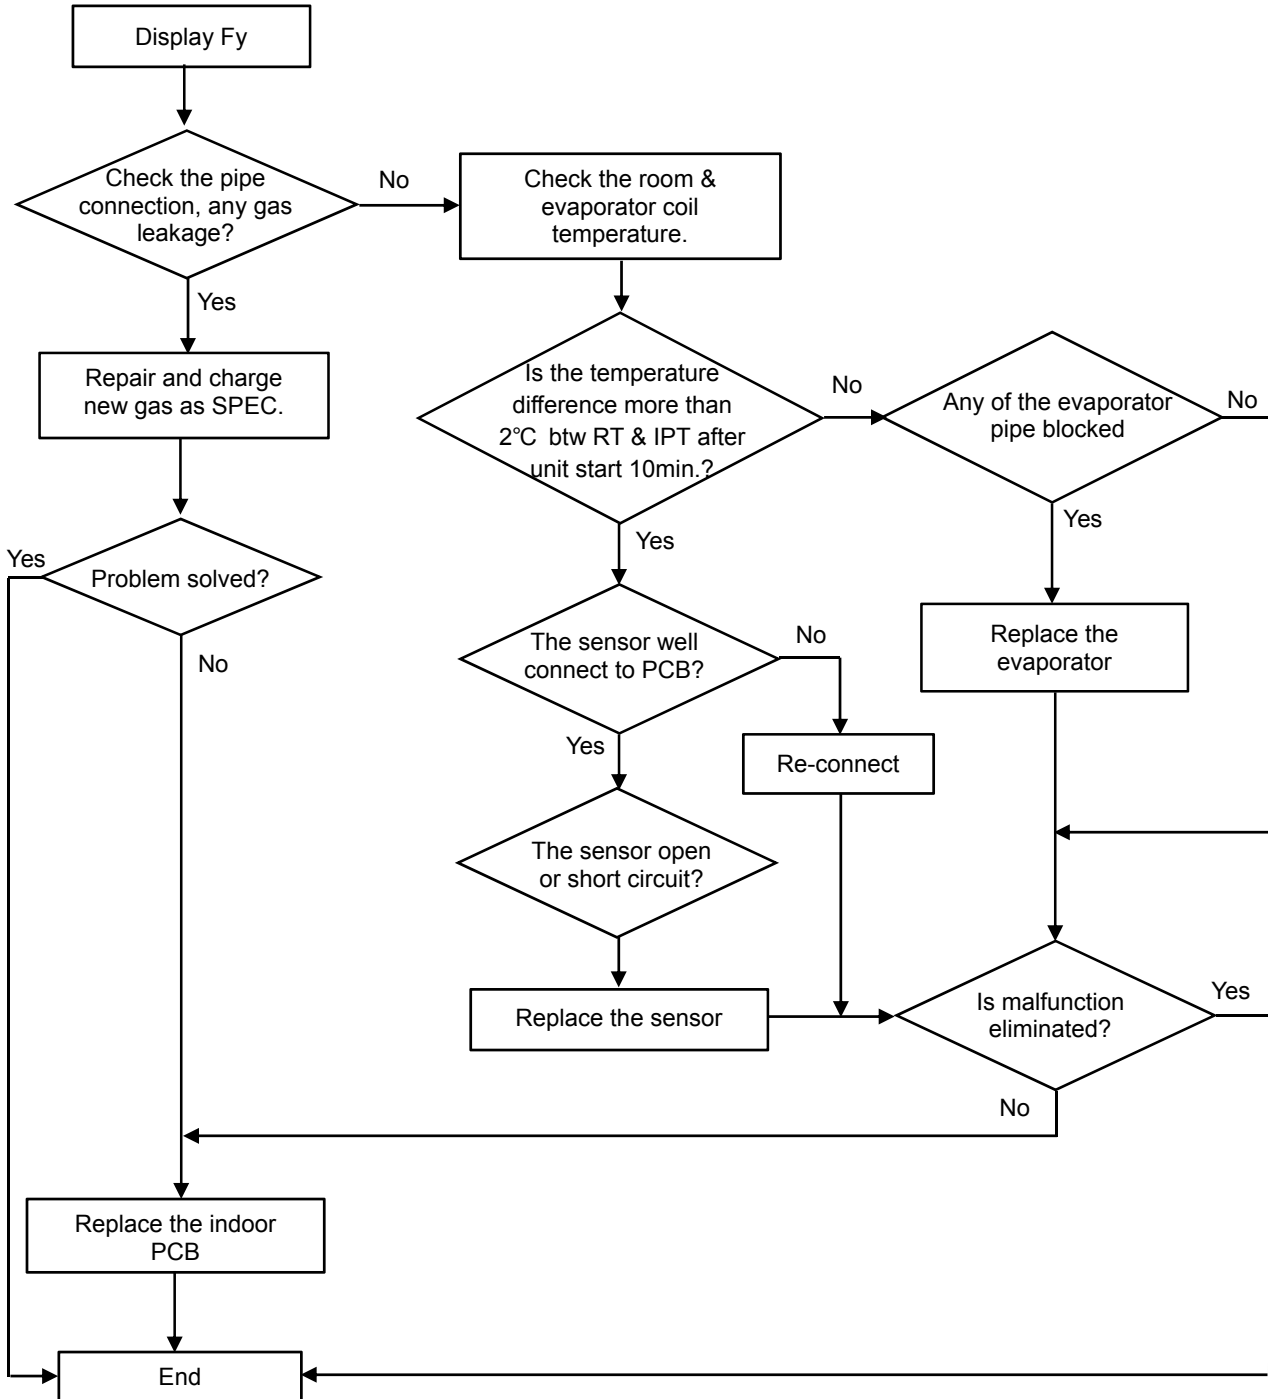 Display Fy
Check the pipe
connection, any gas
leakage?
No
Check the room &
evaporator coil
temperature.
Yes
Repair and charge
new gas as SPEC.
Is the temperature
difference more than
2℃ btw RT & IPT after
unit start 10min.?
No
Any of the evaporator
pipe blocked
No
Yes
Yes
Yes
Problem solved?
No
The sensor well
connect to PCB?
No
Replace the
evaporator
Yes
Re-connect
The sensor open
or short circuit?
Replace the sensor
Is malfunction
eliminated?
Yes
No
Replace the indoor
PCB
End